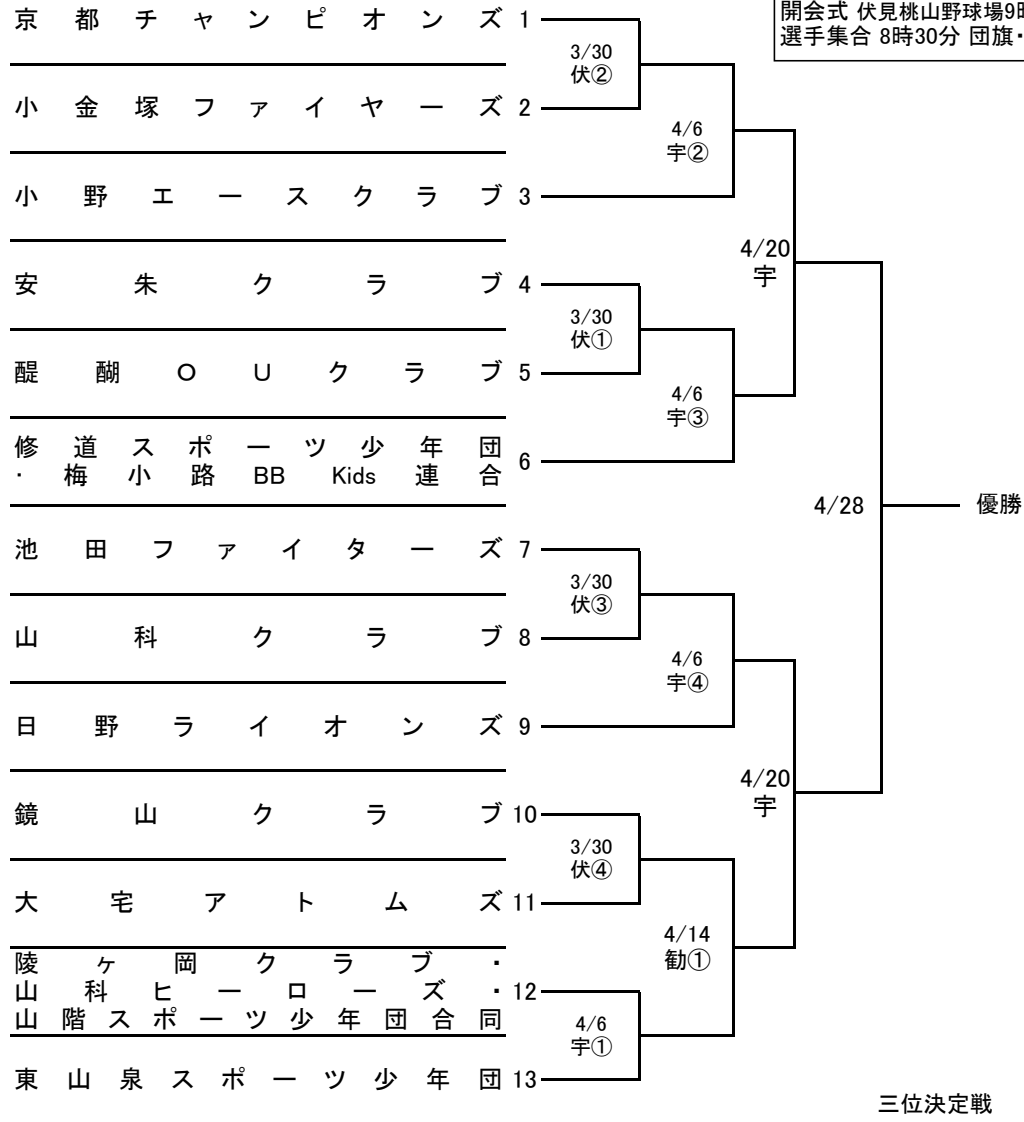 開会式 伏見桃山野球場9時
選手集合 8時30分 団旗・
京都チャンピオンズ 1
3/30
伏②
小金塚ファイヤーズ 2
4/6
宇②
小野エースクラブ 3
4/20
宇
安朱クラブ 4
3/30
伏①
醍醐OUクラブ 5
4/6
宇③
修道スポーツ少年団
・梅小路BB Kids連合 6
4/28
優勝
池田ファイターズ 7
3/30
伏③
山科クラブ 8
4/6
宇④
日野ライオンズ 9
4/20
宇
鏡山クラブ 10
3/30
伏④
大宅アトムズ 11
4/14
勧①
陵ヶ岡クラブ・
山科ヒーローズ・ 12
山階スポーツ少年団合同
4/6
宇①
東山泉スポーツ少年団 13
三位決定戦